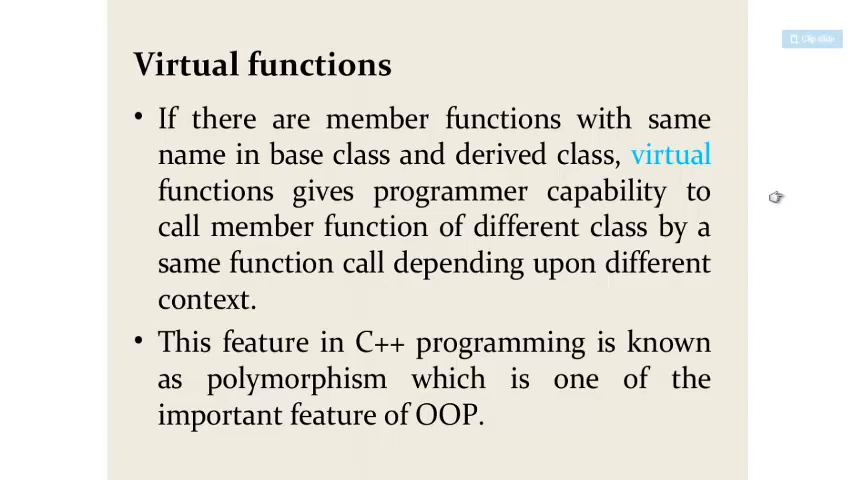 Clip slide
Virtual functions
• If there are member functions with same
name in base class and derived class, virtual
functions gives programmer capability to
call member function of different class by a
same function call depending upon different
context.
• This feature in C++ programming is known
as polymorphism which is one of the
important feature of OOP.